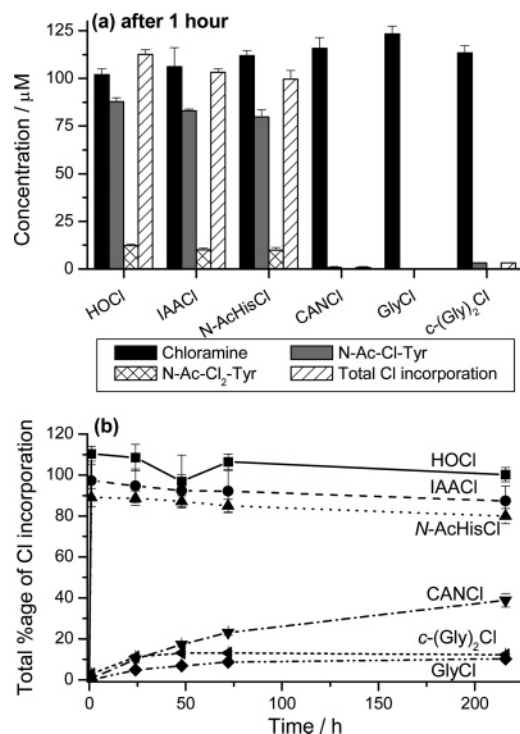 (a) after 1 hour
Concentration / μM
125
100
75
50
25
0
HOCl
IAACl
N-AcHisCl
CANCl
GlyCl
c-(Gly)₂Cl
Chloramine
N-Ac-Cl-Tyr
N-Ac-Cl₂-Tyr
Total Cl incorporation
(b)
Total %age of Cl incorporation
120
100
80
60
40
20
0
HOCl
IAACl
N-AcHisCl
CANCl
c-(Gly)₂Cl
GlyCl
0
50
100
150
200
Time / h